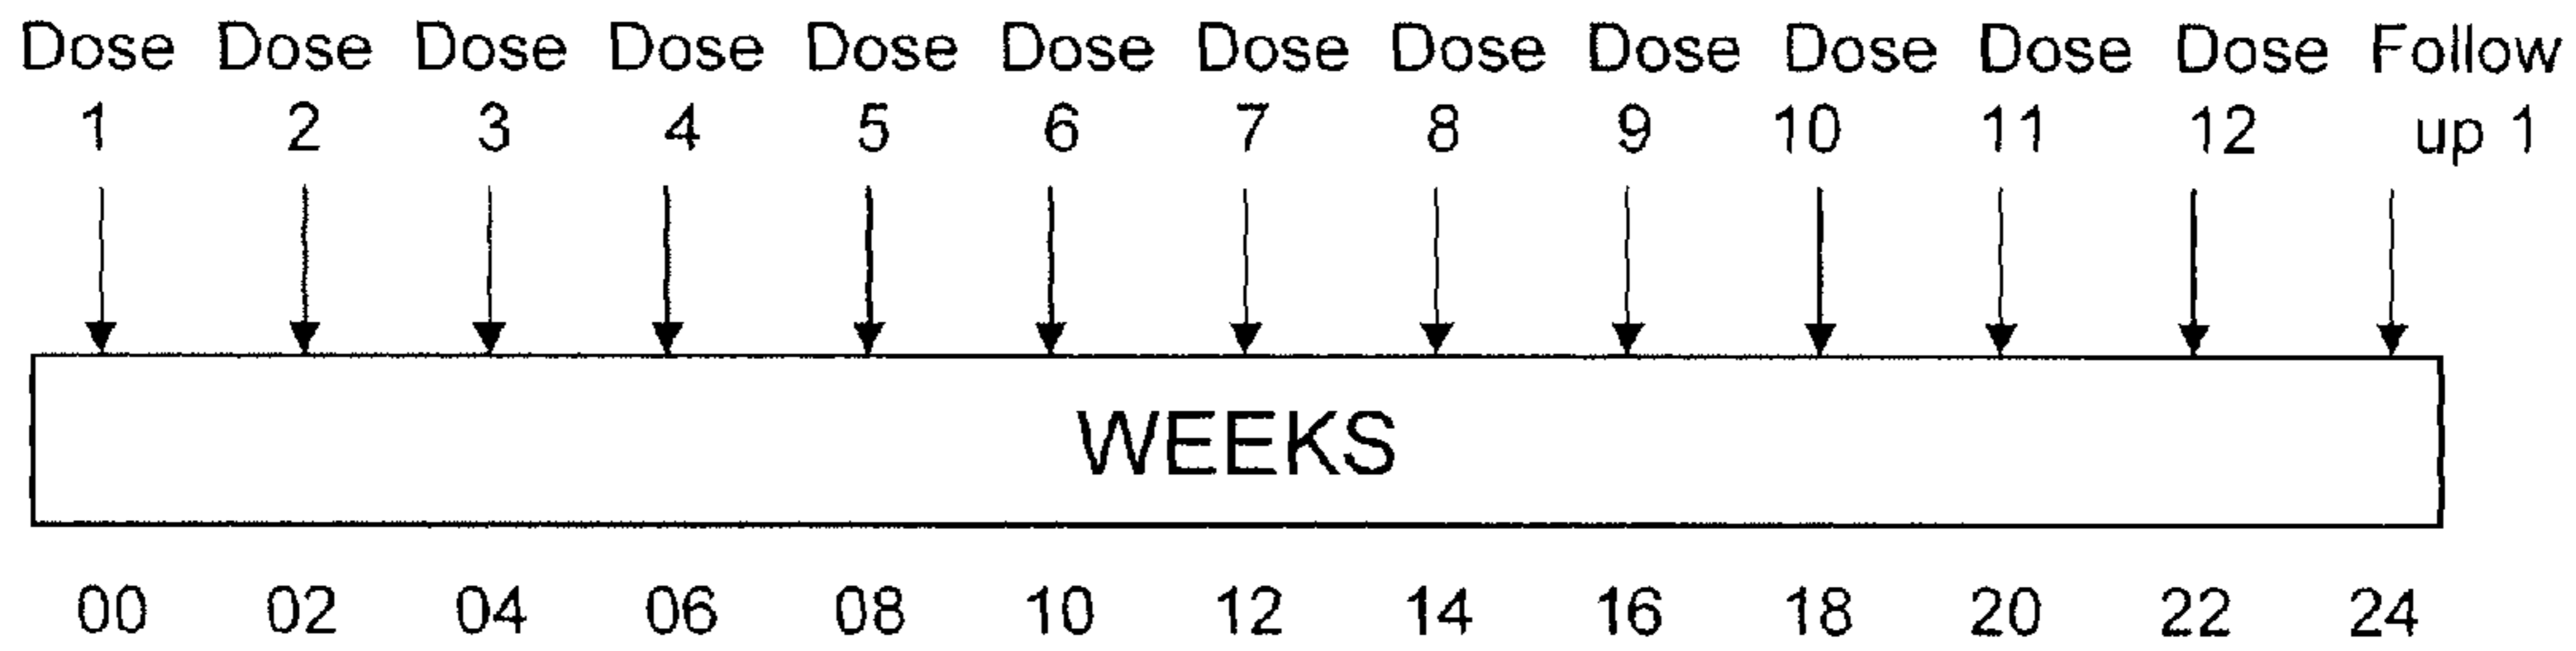 Dose Dose Dose Dose Dose Dose Dose Dose Dose Dose Dose Dose Follow
1 2 3 4 5 6 7 8 9 10 11 12 up 1
WEEKS
00 02 04 06 08 10 12 14 16 18 20 22 24